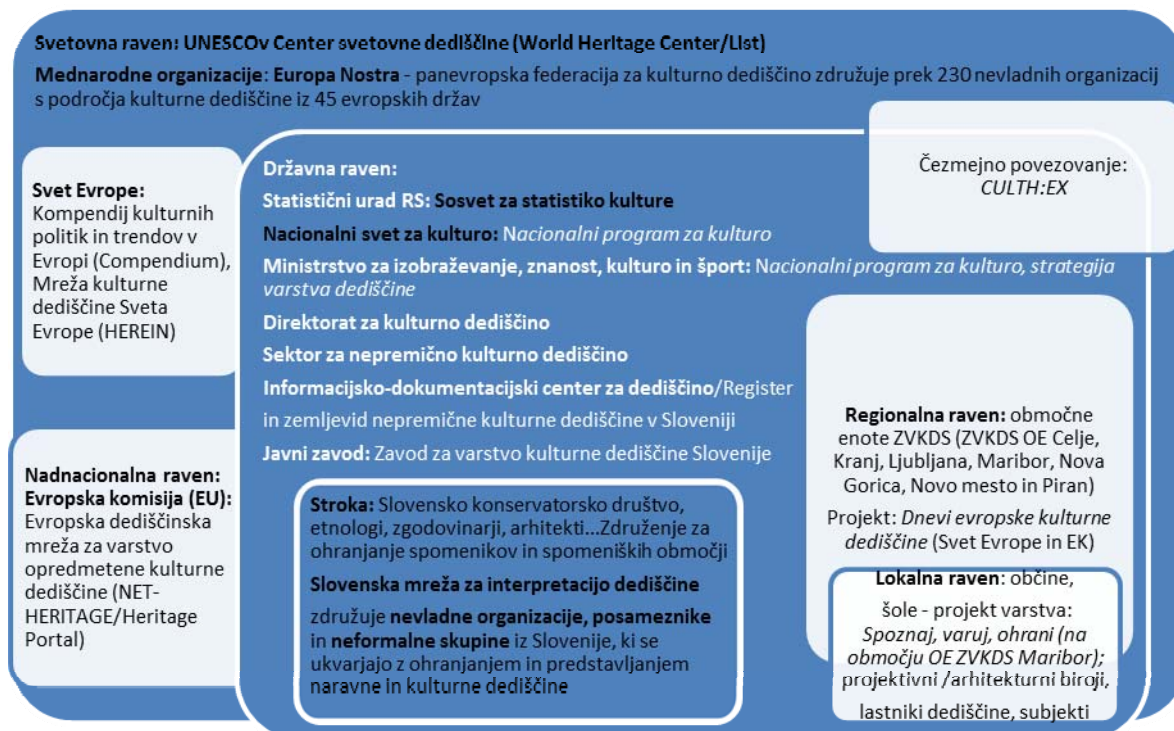 Svetovna raven: UNESCOv Center svetovne dediščine (World Heritage Center/List)
Mednarodne organizacije: Europa Nostra - panevropska federacija za kulturno dediščino združuje prek 230 nevladnih organizacij
s področja kulturne dediščine iz 45 evropskih držav
Svet Evrope:
Kompendij kulturnih
politik in trendov v
Evropi (Compendium),
Mreža kulturne
dediščine Sveta
Evrope (HEREIN)
Nadnacionalna raven:
Evropska komisija (EU):
Evropska dediščinska
mreža za varstvo
opredmetene kulturne
dediščine (NET-
HERITAGE/Heritage
Portal)
Državna raven:
Statistični urad RS: Sosvet za statistiko kulture
Nacionalni svet za kulturo: Nacionalni program za kulturo
Ministrstvo za izobraževanje, znanost, kulturo in šport: Nacionalni program za kulturo, strategija
varstva dediščine
Direktorat za kulturno dediščino
Sektor za nepremično kulturno dediščino
Informacijsko-dokumentacijski center za dediščino/Register
in zemljevid nepremične kulturne dediščine v Sloveniji
Javni zavod: Zavod za varstvo kulturne dediščine Slovenije
Stroka: Slovensko konservatorsko društvo,
etnologi, zgodovinarji, arhitekti...Združenje za
ohranjanje spomenikov in spomeniških območji
Slovenska mreža za interpretacijo dediščine
združuje nevladne organizacije, posameznike
in neformalne skupine iz Slovenije, ki se
ukvarjajo z ohranjanjem in predstavljanjem
naravne in kulturne dediščine
Čezmejno povezovanje:
CULTH:EX
Regionalna raven: območne
enote ZVKDS (ZVKDS OE Celje,
Kranj, Ljubljana, Maribor, Nova
Gorica, Novo mesto in Piran)
Projekt: Dnevi evropske kulturne
dediščine (Svet Evrope in EK)
Lokalna raven: občine,
šole - projekt varstva:
Spoznaj, varuj, ohrani (na
območju OE ZVKDS Maribor);
projektivni /arhitekturni biroji,
lastniki dediščine, subjekti